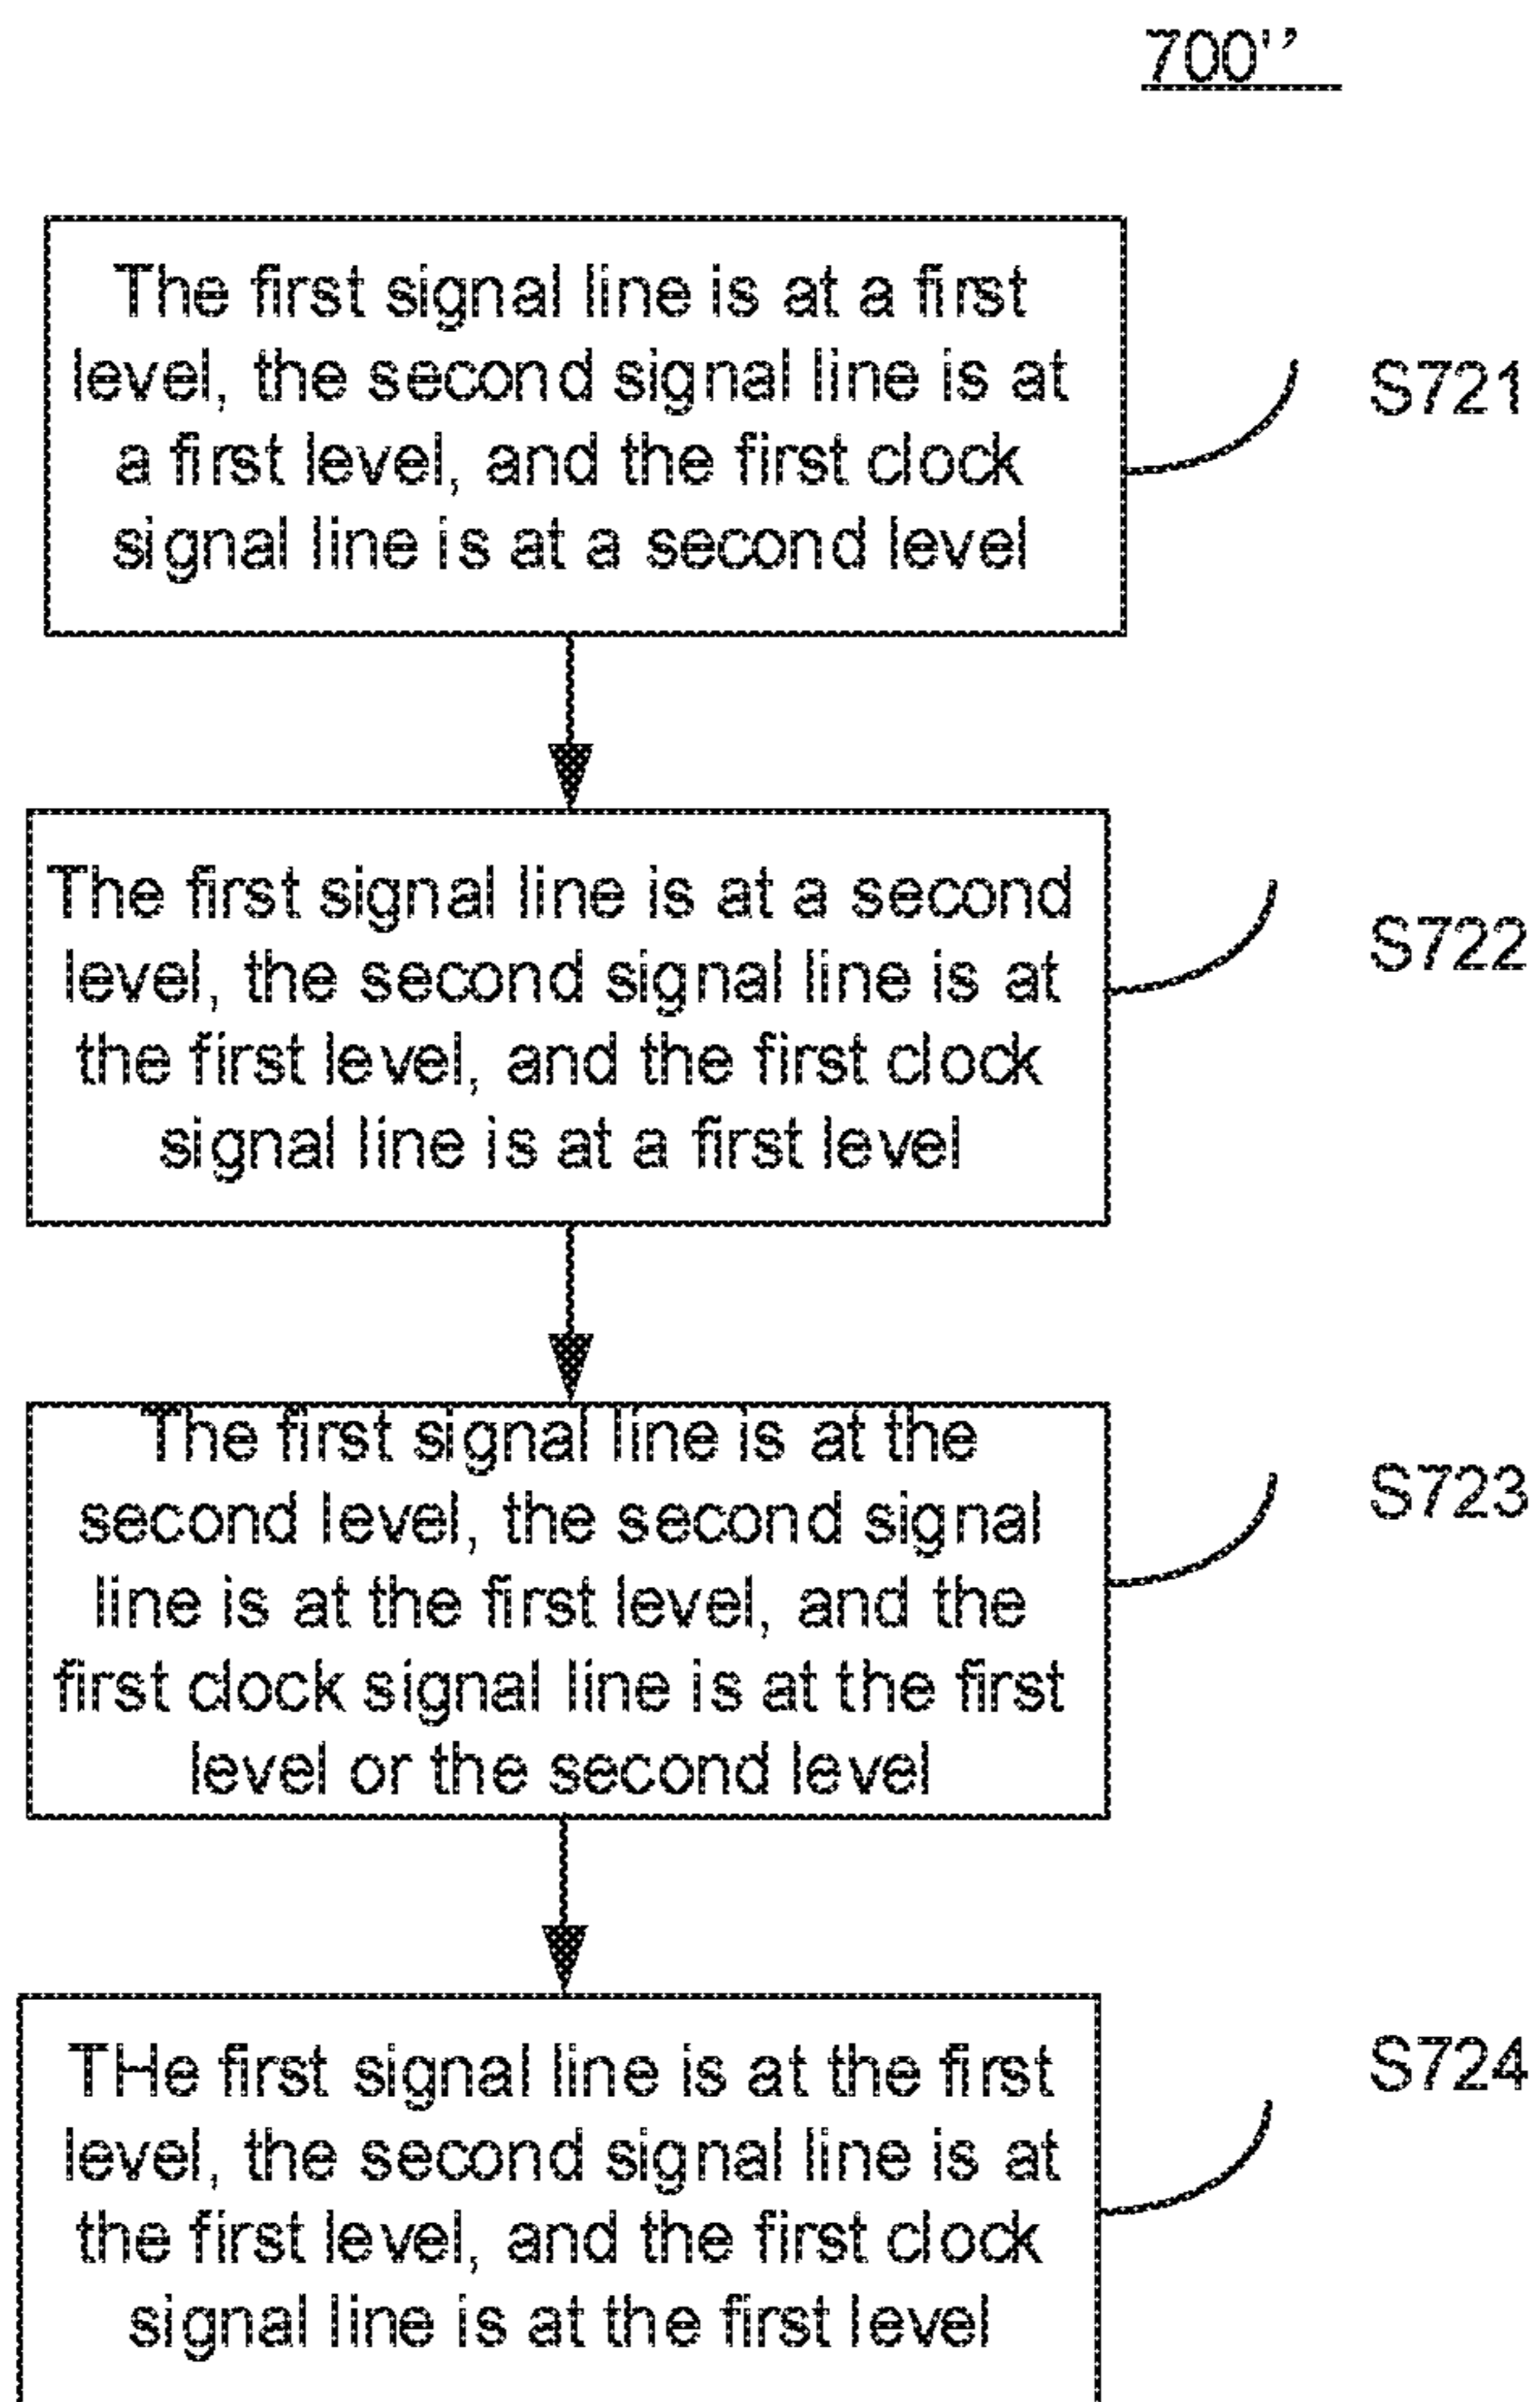 700''
The first signal line is at a first
level, the second signal line is at
a first level, and the first clock
signal line is at a second level
S721
The first signal line is at a second
level, the second signal line is at
the first level, and the first clock
signal line is at a first level
S722
The first signal line is at the
second level, the second signal
line is at the first level, and the
first clock signal line is at the first
level or the second level
S723
THe first signal line is at the first
level, the second signal line is at
the first level, and the first clock
signal line is at the first level
S724